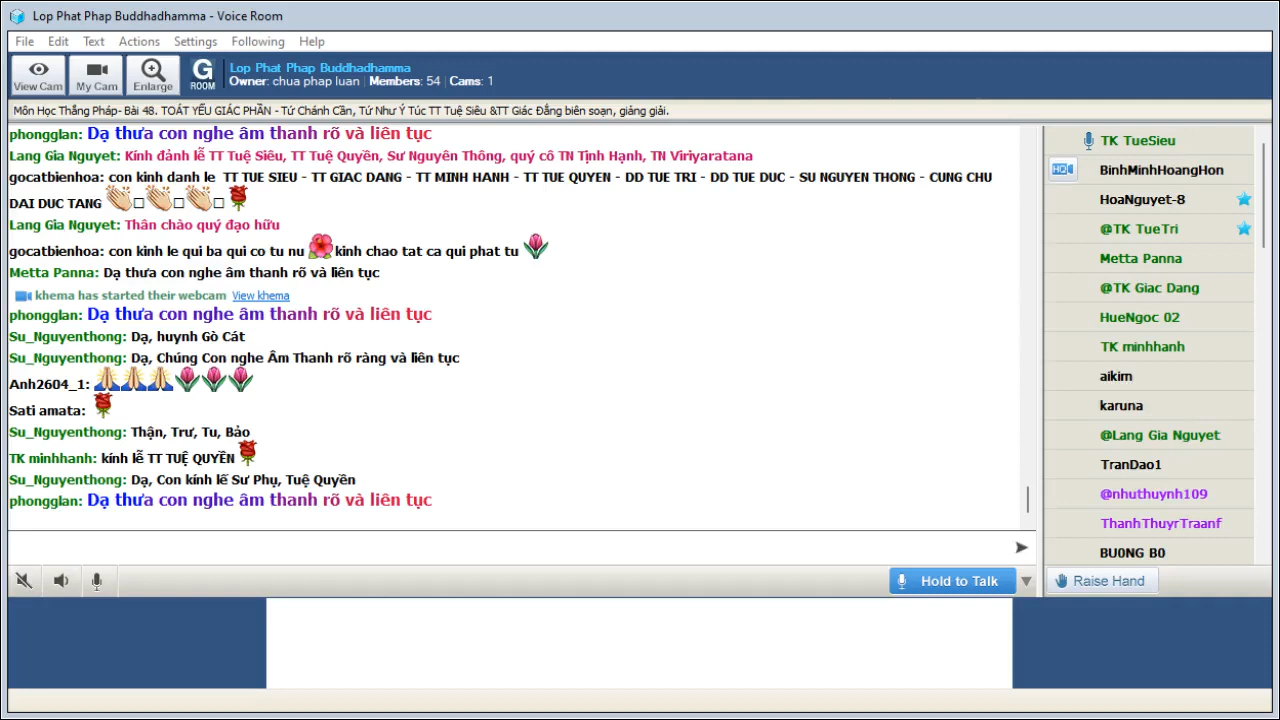 Lop Phat Phap Buddhadhamma - Voice Room
File Edit Text Actions Settings Following Help
View Cam My Cam Enlarge G ROOM
Lop Phat Phap Buddhadhamma
Owner: chua phap luan | Members: 54 | Cams: 1
Môn Học Thắng Pháp- Bài 48. TOÁT YẾU GIÁC PHẦN - Tứ Chánh Cần, Tứ Như Ý Túc TT Tuệ Siêu &TT Giác Đẳng biên soạn, giảng giải.
phongglan: Dạ thưa con nghe âm thanh rõ và liên tục
Lang Gia Nguyet: Kính đảnh lễ TT Tuệ Siêu, TT Tuệ Quyền, Sư Nguyên Thông, quý cô TN Tịnh Hạnh, TN Viriyaratana
gocatbienhoa: con kinh danh le TT TUE SIEU - TT GIAC DANG - TT MINH HANH - TT TUE QUYEN - DD TUE TRI - DD TUE DUC - SU NGUYEN THONG - CUNG CHU
DAI DUC TANG
Lang Gia Nguyet: Thân chào quý đạo hữu
gocatbienhoa: con kinh le qui ba qui co tu nu kinh chao tat ca qui phat tu
Metta Panna: Dạ thưa con nghe âm thanh rõ và liên tục
khema has started their webcam View khema
phongglan: Dạ thưa con nghe âm thanh rõ và liên tục
Su_Nguyenthong: Dạ, huynh Gò Cát
Su_Nguyenthong: Dạ, Chúng Con nghe Âm Thanh rõ ràng và liên tục
Anh2604_1:
Sati amata:
Su_Nguyenthong: Thận, Trư, Tu, Bảo
TK minhhanh: kính lễ TT TUỆ QUYỀN
Su_Nguyenthong: Dạ, Con kính lế Sư Phụ, Tuệ Quyền
phongglan: Dạ thưa con nghe âm thanh rõ và liên tục
Hold to Talk
TK TueSieu
HD BinhMinhHoangHon
HoaNguyet-8
@TK TueTri
Metta Panna
@TK Giac Dang
HueNgoc 02
TK minhhanh
aikim
karuna
@Lang Gia Nguyet
TranDao1
@nhuthuynh109
ThanhThuyrTraanf
BU0NG B0
Raise Hand